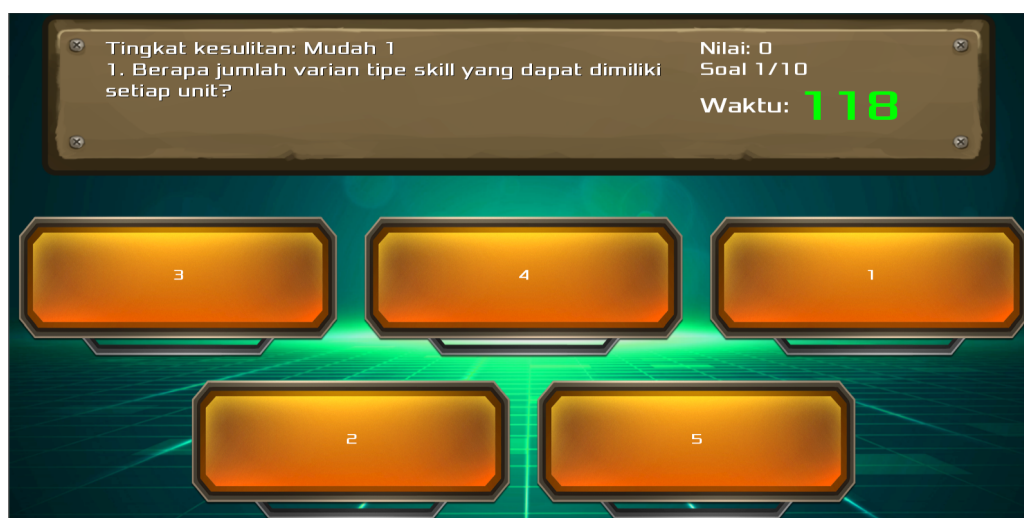 Tingkat kesulitan: Mudah 1
1. Berapa jumlah varian tipe skill yang dapat dimiliki
setiap unit?
Nilai: 0
Soal 1/10
Waktu: 118
3
4
1
2
5